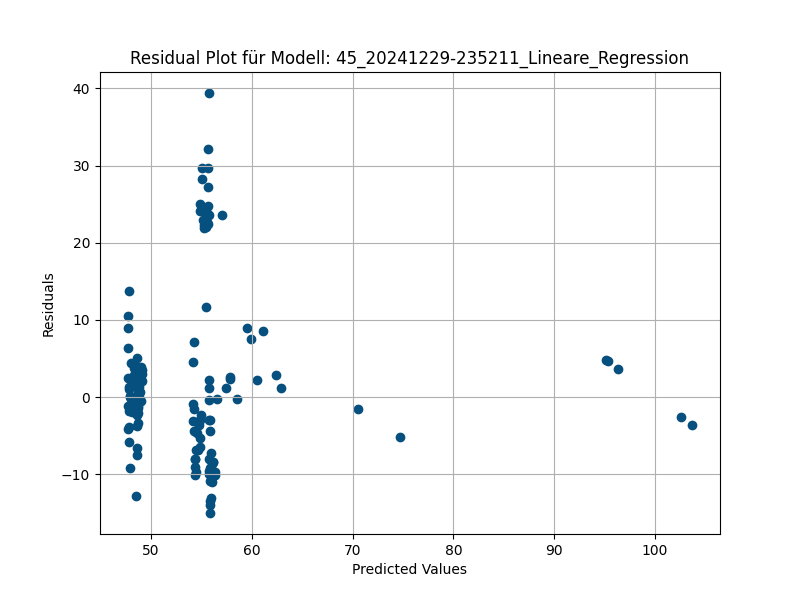 Residual Plot für Modell: 45_20241229-235211_Lineare_Regression
40
30
20
10
0
−10
Residuals
50 60 70 80 90 100
Predicted Values